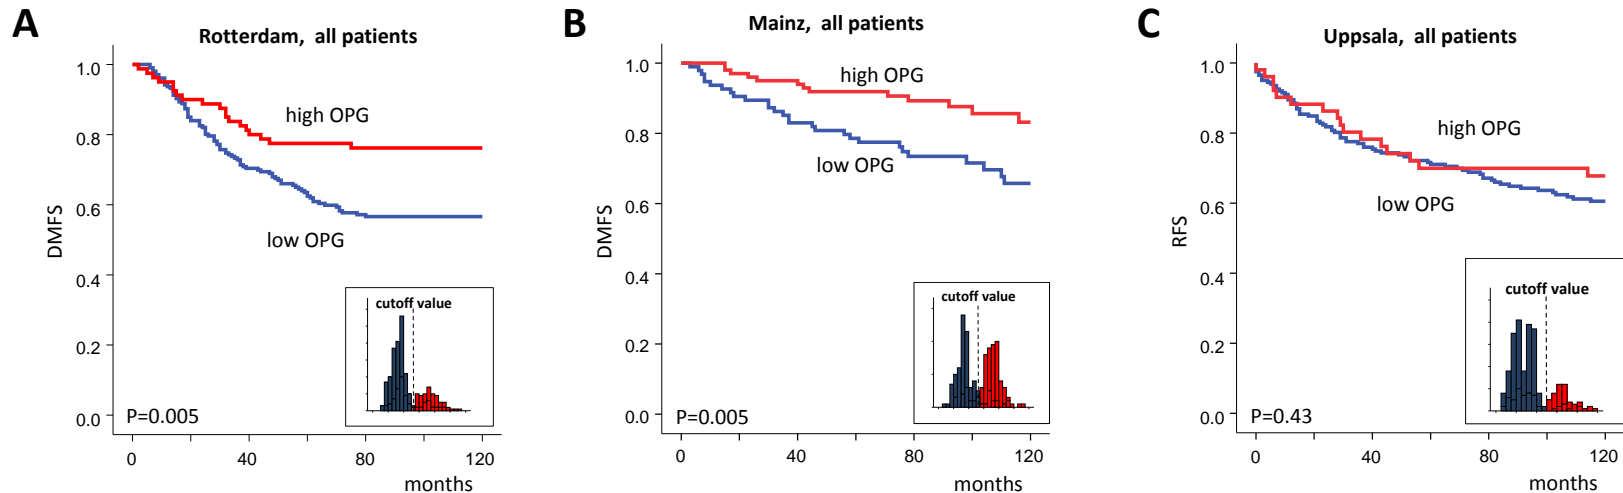 A
Rotterdam, all patients
DMFS
1.0
0.8
0.6
0.4
0.2
0.0
high OPG
low OPG
cutoff value
P=0.005
0
40
80
120
months
B
Mainz, all patients
DMFS
1.0
0.8
0.6
0.4
0.2
0.0
high OPG
low OPG
cutoff value
P=0.005
0
40
80
120
months
C
Uppsala, all patients
RFS
1.0
0.8
0.6
0.4
0.2
0.0
high OPG
low OPG
cutoff value
P=0.43
0
40
80
120
months